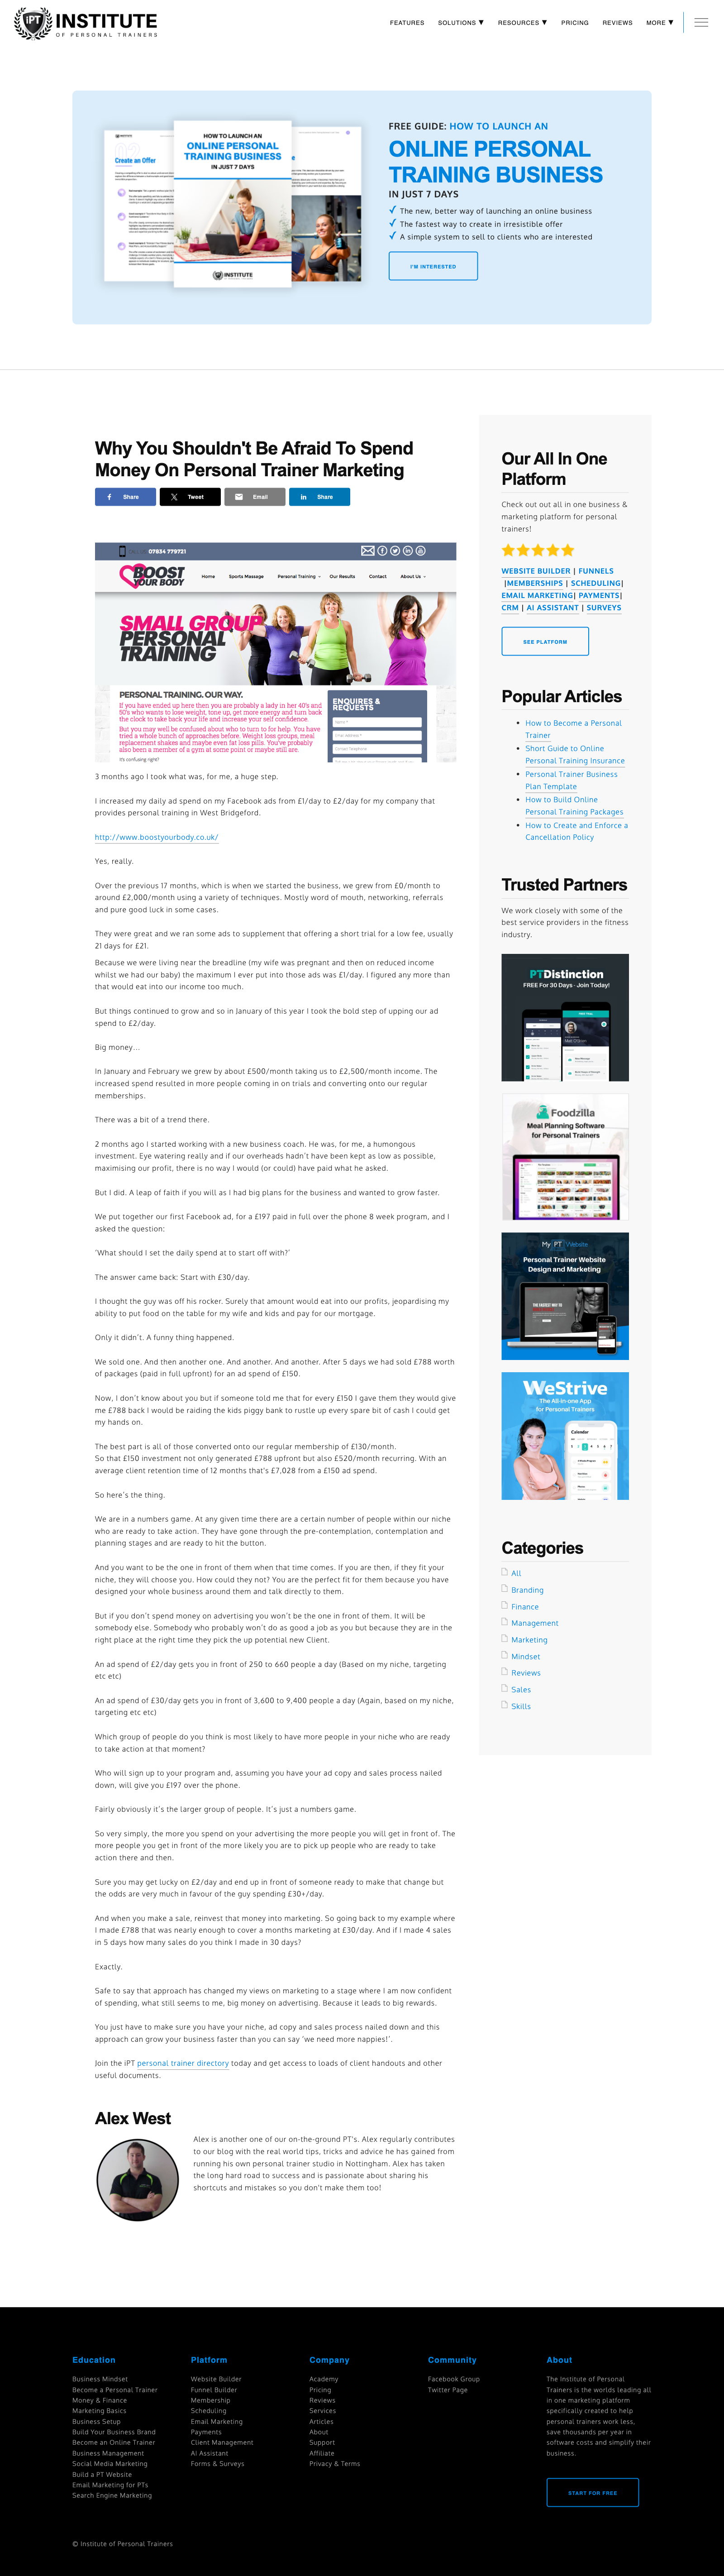 iPT INSTITUTE
OF PERSONAL TRAINERS
FEATURES SOLUTIONS ▼ RESOURCES ▼ PRICING REVIEWS MORE ▼
HOW TO LAUNCH AN
ONLINE PERSONAL
TRAINING BUSINESS
IN JUST 7 DAYS
Create an Offer
INSTITUTE
FREE GUIDE: HOW TO LAUNCH AN
ONLINE PERSONAL
TRAINING BUSINESS
IN JUST 7 DAYS
✓ The new, better way of launching an online business
✓ The fastest way to create in irresistible offer
✓ A simple system to sell to clients who are interested
I'M INTERESTED
Why You Shouldn't Be Afraid To Spend
Money On Personal Trainer Marketing
Share Tweet Email Share
07834 779721
BOOST
YOUR BODY
Home Sporta Massage Personal Training Our Results Contact About Us
SMALL GROUP
PERSONAL
TRAINING
PERSONAL TRAINING. OUR WAY.
If you have ended up here then you are probably a lady in her 40's and
50's who wants to lose weight, tone up, get more energy and turn back
the clock to take back your life and increase your self confidence.
But you may well be confused about who to turn to for help. You have
tried a whole bunch of approaches before. Weight loss groups, meal
replacement shakes and maybe even fat loss pills. You've probably
also been a member of a gym at some point or maybe still are.
It's confusing right?
ENQUIRES &
REQUESTS
3 months ago I took what was, for me, a huge step.
I increased my daily ad spend on my Facebook ads from £1/day to £2/day for my company that
provides personal training in West Bridgeford.
http://www.boostyourbody.co.uk/
Yes, really.
Over the previous 17 months, which is when we started the business, we grew from £0/month to
around £2,000/month using a variety of techniques. Mostly word of mouth, networking, referrals
and pure good luck in some cases.
They were great and we ran some ads to supplement that offering a short trial for a low fee, usually
21 days for £21.
Because we were living near the breadline (my wife was pregnant and then on reduced income
whilst we had our baby) the maximum I ever put into those ads was £1/day. I figured any more than
that would eat into our income too much.
But things continued to grow and so in January of this year I took the bold step of upping our ad
spend to £2/day.
Big money…
In January and February we grew by about £500/month taking us to £2,500/month income. The
increased spend resulted in more people coming in on trials and converting onto our regular
memberships.
There was a bit of a trend there.
2 months ago I started working with a new business coach. He was, for me, a humongous
investment. Eye watering really and if our overheads hadn't have been kept as low as possible,
maximising our profit, there is no way I would (or could) have paid what he asked.
But I did. A leap of faith if you will as I had big plans for the business and wanted to grow faster.
We put together our first Facebook ad, for a £197 paid in full over the phone 8 week program, and I
asked the question:
'What should I set the daily spend at to start off with?'
The answer came back: Start with £30/day.
I thought the guy was off his rocker. Surely that amount would eat into our profits, jeopardising my
ability to put food on the table for my wife and kids and pay for our mortgage.
Only it didn't. A funny thing happened.
We sold one. And then another one. And another. And another. After 5 days we had sold £788 worth
of packages (paid in full upfront) for an ad spend of £150.
Now, I don't know about you but if someone told me that for every £150 I gave them they would give
me £788 back I would be raiding the kids piggy bank to rustle up every spare bit of cash I could get
my hands on.
The best part is all of those converted onto our regular membership of £130/month.
So that £150 investment not only generated £788 upfront but also £520/month recurring. With an
average client retention time of 12 months that's £7,028 from a £150 ad spend.
So here's the thing.
We are in a numbers game. At any given time there are a certain number of people within our niche
who are ready to take action. They have gone through the pre-contemplation, contemplation and
planning stages and are ready to hit the button.
And you want to be the one in front of them when that time comes. If you are then, if they fit your
niche, they will choose you. How could they not? You are the perfect fit for them because you have
designed your whole business around them and talk directly to them.
But if you don't spend money on advertising you won't be the one in front of them. It will be
somebody else. Somebody who probably won't do as good a job as you but because they are in the
right place at the right time they pick the up potential new Client.
An ad spend of £2/day gets you in front of 250 to 660 people a day (Based on my niche, targeting
etc etc)
An ad spend of £30/day gets you in front of 3,600 to 9,400 people a day (Again, based on my niche,
targeting etc etc)
Which group of people do you think is most likely to have more people in your niche who are ready
to take action at that moment?
Who will sign up to your program and, assuming you have your ad copy and sales process nailed
down, will give you £197 over the phone.
Fairly obviously it's the larger group of people. It's just a numbers game.
So very simply, the more you spend on your advertising the more people you will get in front of. The
more people you get in front of the more likely you are to pick up people who are ready to take
action there and then.
Sure you may get lucky on £2/day and end up in front of someone ready to make that change but
the odds are very much in favour of the guy spending £30+/day.
And when you make a sale, reinvest that money into marketing. So going back to my example where
I made £788 that was nearly enough to cover a months marketing at £30/day. And if I made 4 sales
in 5 days how many sales do you think I made in 30 days?
Exactly.
Safe to say that approach has changed my views on marketing to a stage where I am now confident
of spending, what still seems to me, big money on advertising. Because it leads to big rewards.
You just have to make sure you have your niche, ad copy and sales process nailed down and this
approach can grow your business faster than you can say 'we need more nappies!'.
Join the iPT personal trainer directory today and get access to loads of client handouts and other
useful documents.
Alex West
Alex is another one of our on-the-ground PT's. Alex regularly contributes
to our blog with the real world tips, tricks and advice he has gained from
running his own personal trainer studio in Nottingham. Alex has taken
the long hard road to success and is passionate about sharing his
shortcuts and mistakes so you don't make them too!
Our All In One
Platform
Check out out all in one business &
marketing platform for personal
trainers!
WEBSITE BUILDER | FUNNELS
|MEMBERSHIPS | SCHEDULING|
EMAIL MARKETING| PAYMENTS|
CRM | AI ASSISTANT | SURVEYS
SEE PLATFORM
Popular Articles
How to Become a Personal
Trainer
Short Guide to Online
Personal Training Insurance
Personal Trainer Business
Plan Template
How to Build Online
Personal Training Packages
How to Create and Enforce a
Cancellation Policy
Trusted Partners
We work closely with some of the
best service providers in the fitness
industry.
PTDistinction
FREE For 30 Days - Join Today!
Foodzilla
Meal Planning Software
for Personal Trainers
My PT Website
Personal Trainer Website
Design and Marketing
WeStrive
The All-in-one App
for Personal Trainers
Calendar
Categories
All
Branding
Finance
Management
Marketing
Mindset
Reviews
Sales
Skills
Education
Business Mindset
Become a Personal Trainer
Money & Finance
Marketing Basics
Business Setup
Build Your Business Brand
Become an Online Trainer
Business Management
Social Media Marketing
Build a PT Website
Email Marketing for PTs
Search Engine Marketing
Platform
Website Builder
Funnel Builder
Membership
Scheduling
Email Marketing
Payments
Client Management
AI Assistant
Forms & Surveys
Company
Academy
Pricing
Reviews
Services
Articles
About
Support
Affiliate
Privacy & Terms
Community
Facebook Group
Twitter Page
About
The Institute of Personal
Trainers is the worlds leading all
in one marketing platform
specifically created to help
personal trainers work less,
save thousands per year in
software costs and simplify their
business.
START FOR FREE
© Institute of Personal Trainers